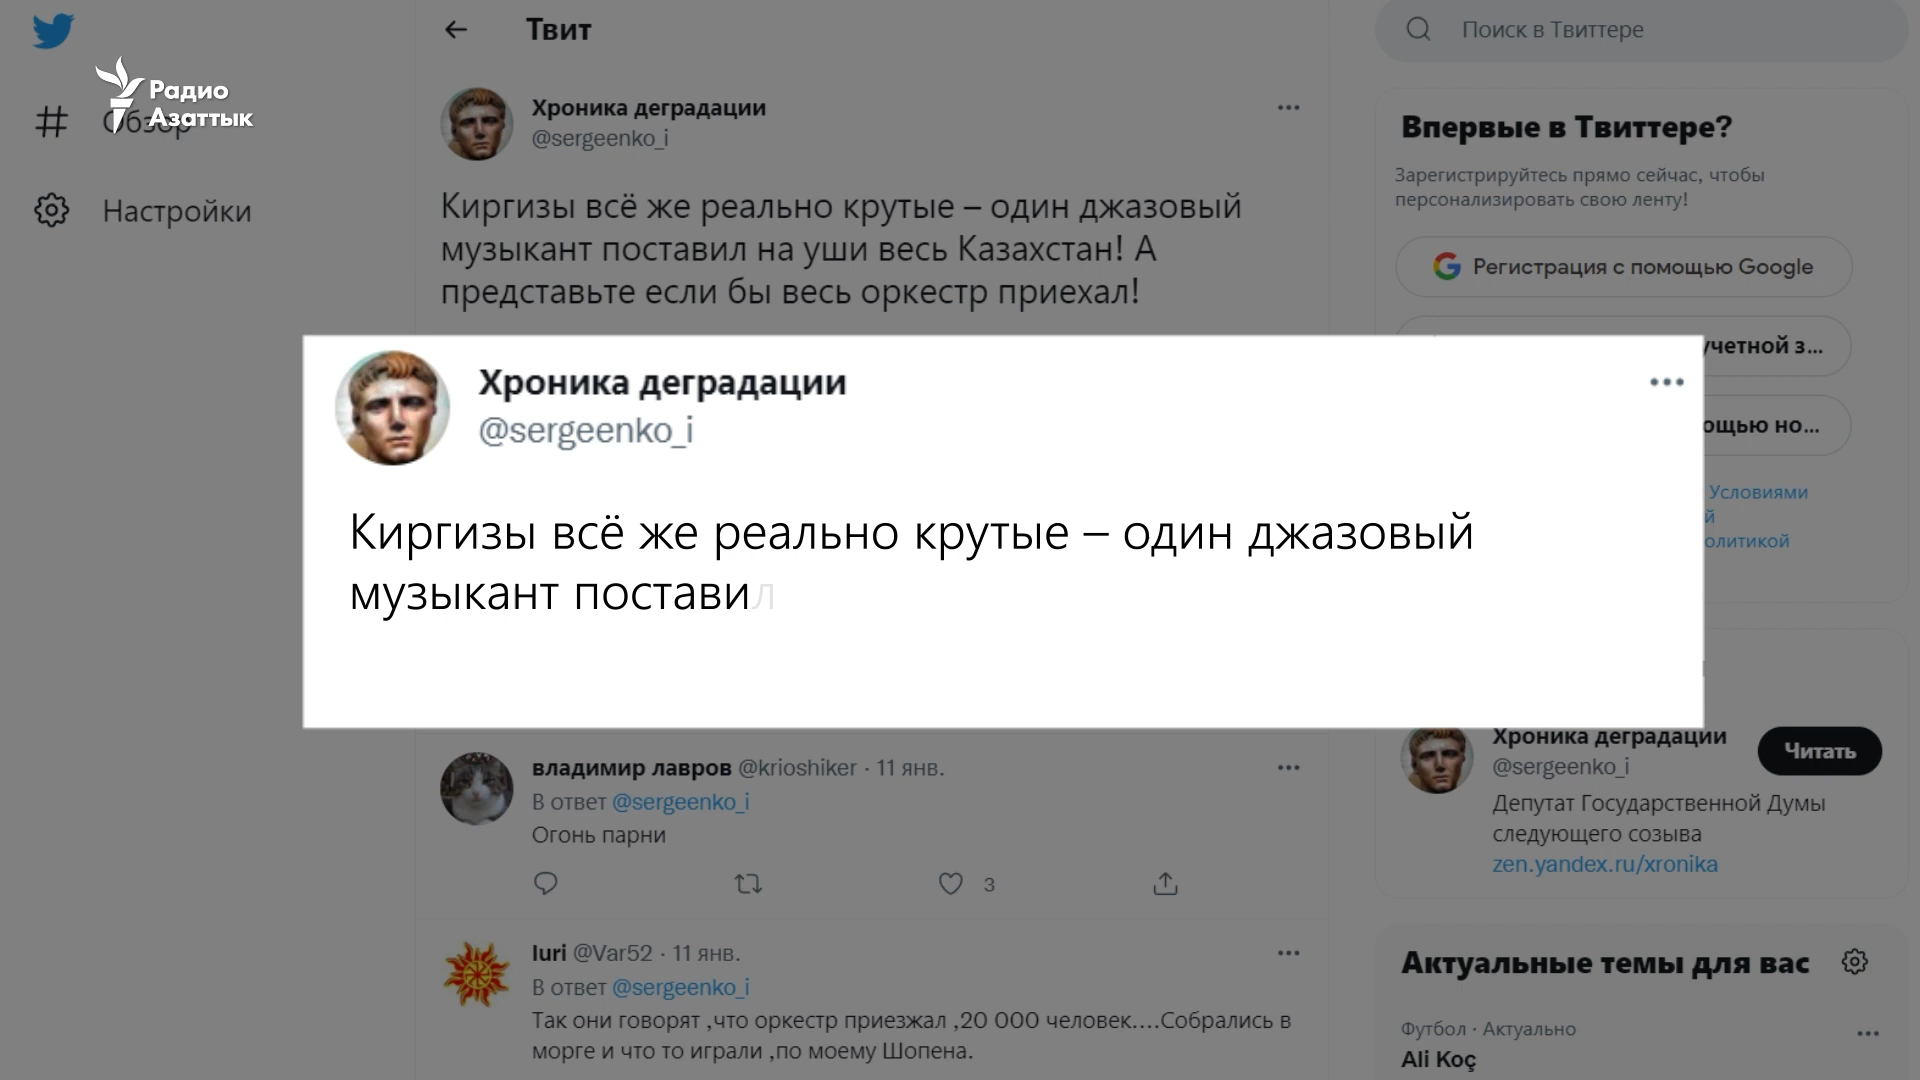 Твит
Поиск в Твиттере
Радио
Азаттык
Обзор
Настройки
Хроника деградации
@sergeenko_i
Киргизы всё же реально крутые – один джазовый
музыкант поставил на уши весь Казахстан! А
представьте если бы весь оркестр приехал!
Впервые в Твиттере?
Зарегистрируйтесь прямо сейчас, чтобы
персонализировать свою ленту!
Регистрация с помощью Google
учетной з...
ощью но...
Условиями
й
олитикой
Хроника деградации
@sergeenko_i
Киргизы всё же реально крутые – один джазовый
музыкант поставил
владимир лавров @krioshiker · 11 янв.
В ответ @sergeenko_i
Огонь парни
3
Iuri @Var52 · 11 янв.
В ответ @sergeenko_i
Так они говорят ,что оркестр приезжал ,20 000 человек....Собрались в
морге и что то играли ,по моему Шопена.
Хроника деградации
@sergeenko_i
Читать
Депутат Государственной Думы
следующего созыва
zen.yandex.ru/xronika
Актуальные темы для вас
Футбол · Актуально
Ali Koç